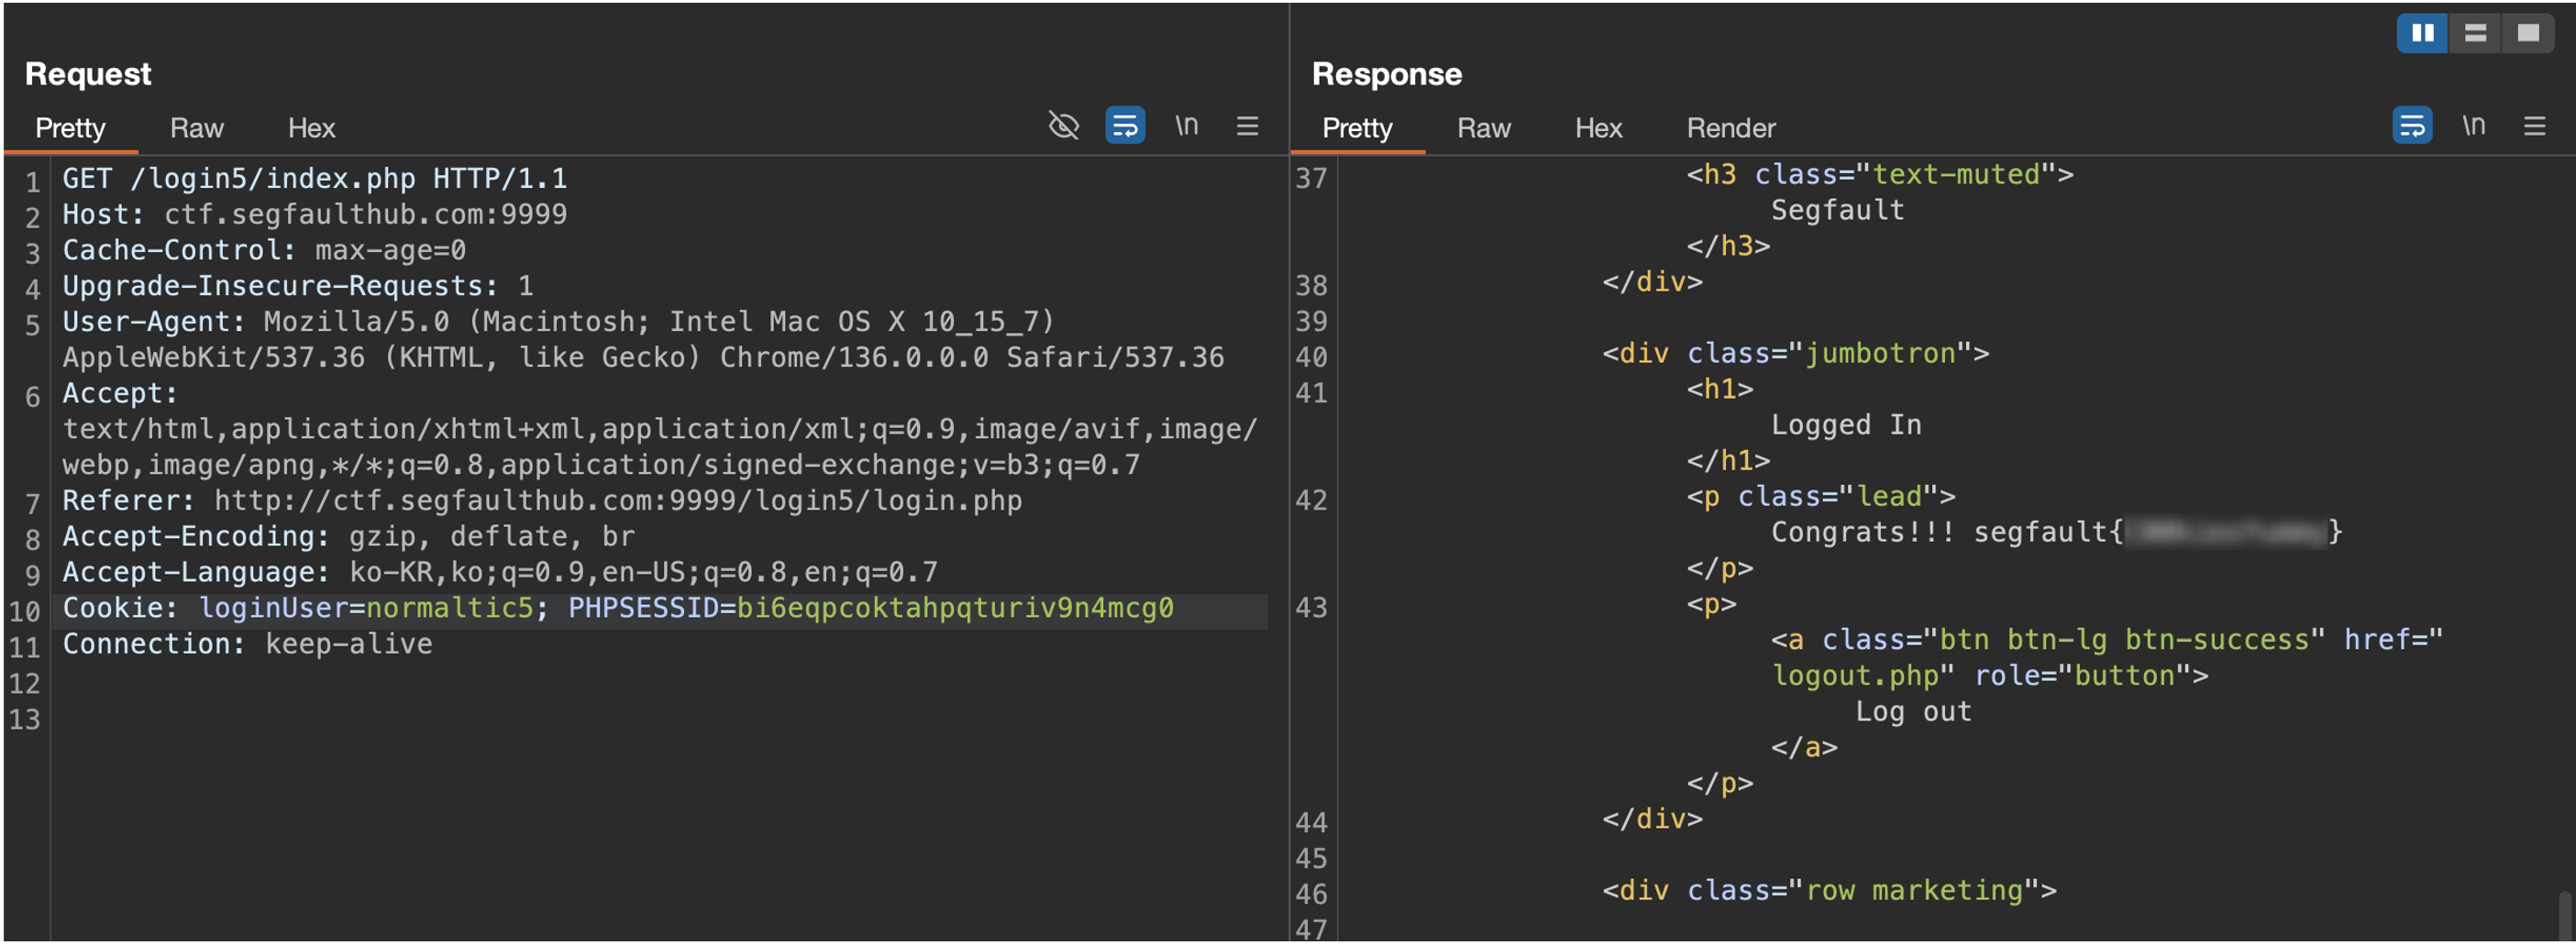 Request
Pretty Raw Hex \n
1 GET /login5/index.php HTTP/1.1
2 Host: ctf.segfaulthub.com:9999
3 Cache-Control: max-age=0
4 Upgrade-Insecure-Requests: 1
5 User-Agent: Mozilla/5.0 (Macintosh; Intel Mac OS X 10_15_7)
AppleWebKit/537.36 (KHTML, like Gecko) Chrome/136.0.0.0 Safari/537.36
6 Accept:
text/html,application/xhtml+xml,application/xml;q=0.9,image/avif,image/
webp,image/apng,*/*;q=0.8,application/signed-exchange;v=b3;q=0.7
7 Referer: http://ctf.segfaulthub.com:9999/login5/login.php
8 Accept-Encoding: gzip, deflate, br
9 Accept-Language: ko-KR,ko;q=0.9,en-US;q=0.8,en;q=0.7
10 Cookie: loginUser=normaltic5; PHPSESSID=bi6eqpcoktahpqturiv9n4mcg0
11 Connection: keep-alive
12
13
Response
Pretty Raw Hex Render \n
37 <h3 class="text-muted">
Segfault
</h3>
38 </div>
39
40 <div class="jumbotron">
41 <h1>
Logged In
</h1>
42 <p class="lead">
Congrats!!! segfault{ }
</p>
43 <p>
<a class="btn btn-lg btn-success" href="
logout.php" role="button">
Log out
</a>
</p>
44 </div>
45
46 <div class="row marketing">
47